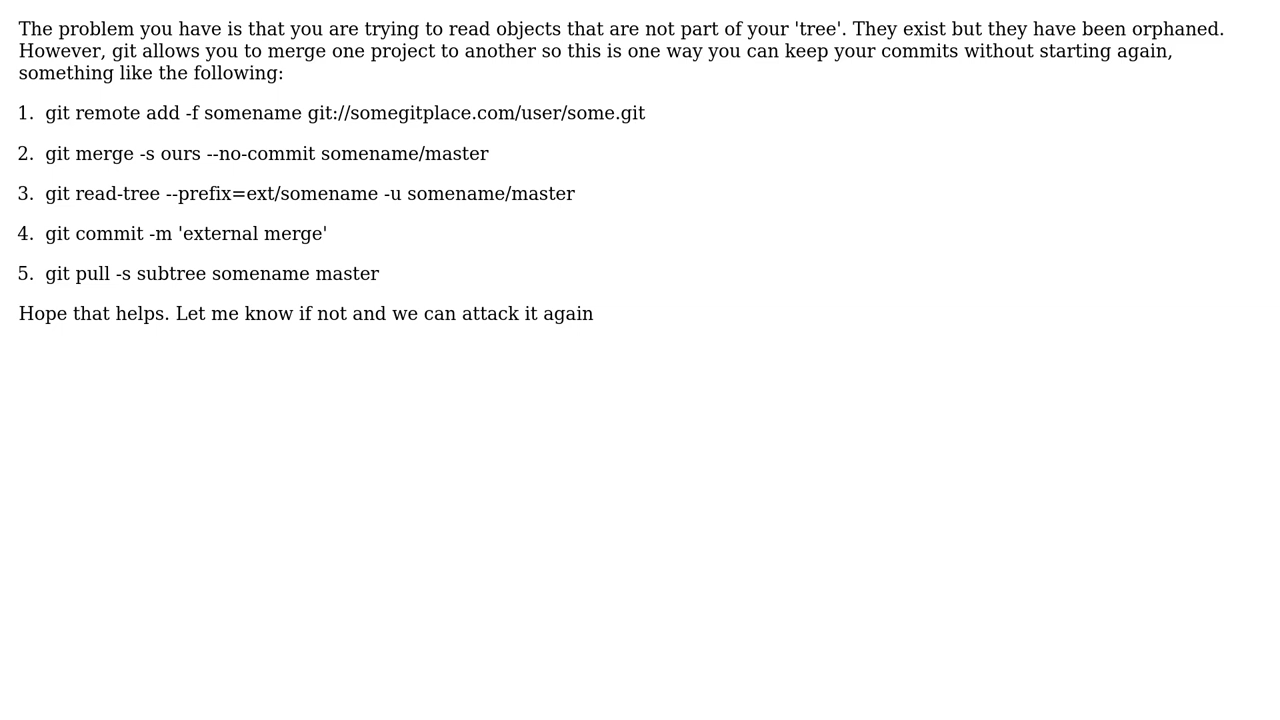 The problem you have is that you are trying to read objects that are not part of your 'tree'. They exist but they have been orphaned.
However, git allows you to merge one project to another so this is one way you can keep your commits without starting again,
something like the following:
1. git remote add -f somename git://somegitplace.com/user/some.git
2. git merge -s ours --no-commit somename/master
3. git read-tree --prefix=ext/somename -u somename/master
4. git commit -m 'external merge'
5. git pull -s subtree somename master
Hope that helps. Let me know if not and we can attack it again